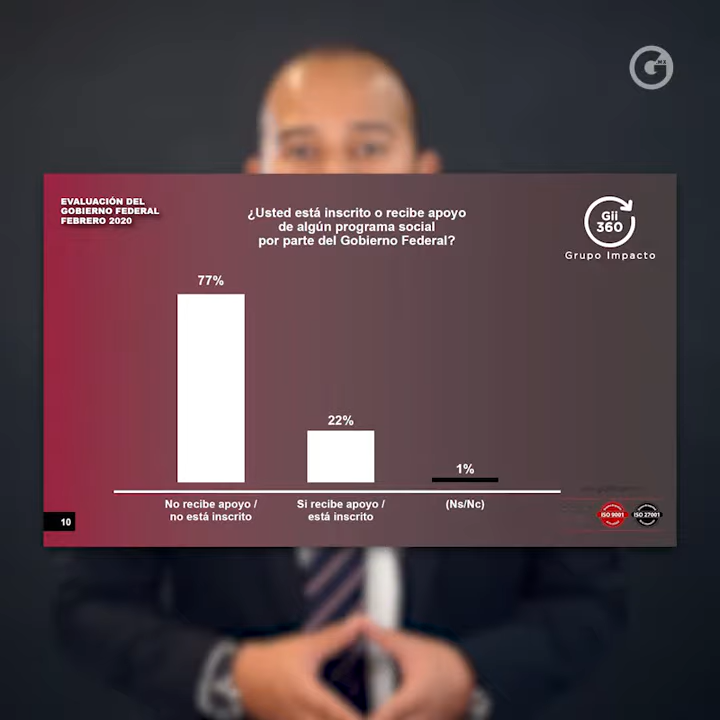 G
EVALUACIÓN DEL
GOBIERNO FEDERAL
FEBRERO 2020
¿Usted está inscrito o recibe apoyo
de algún programa social
por parte del Gobierno Federal?
Gii
360
Grupo Impacto
77%
22%
1%
No recibe apoyo /
no está inscrito
Si recibe apoyo /
está inscrito
(Ns/Nc)
10
ISO 9001
ISO 27001